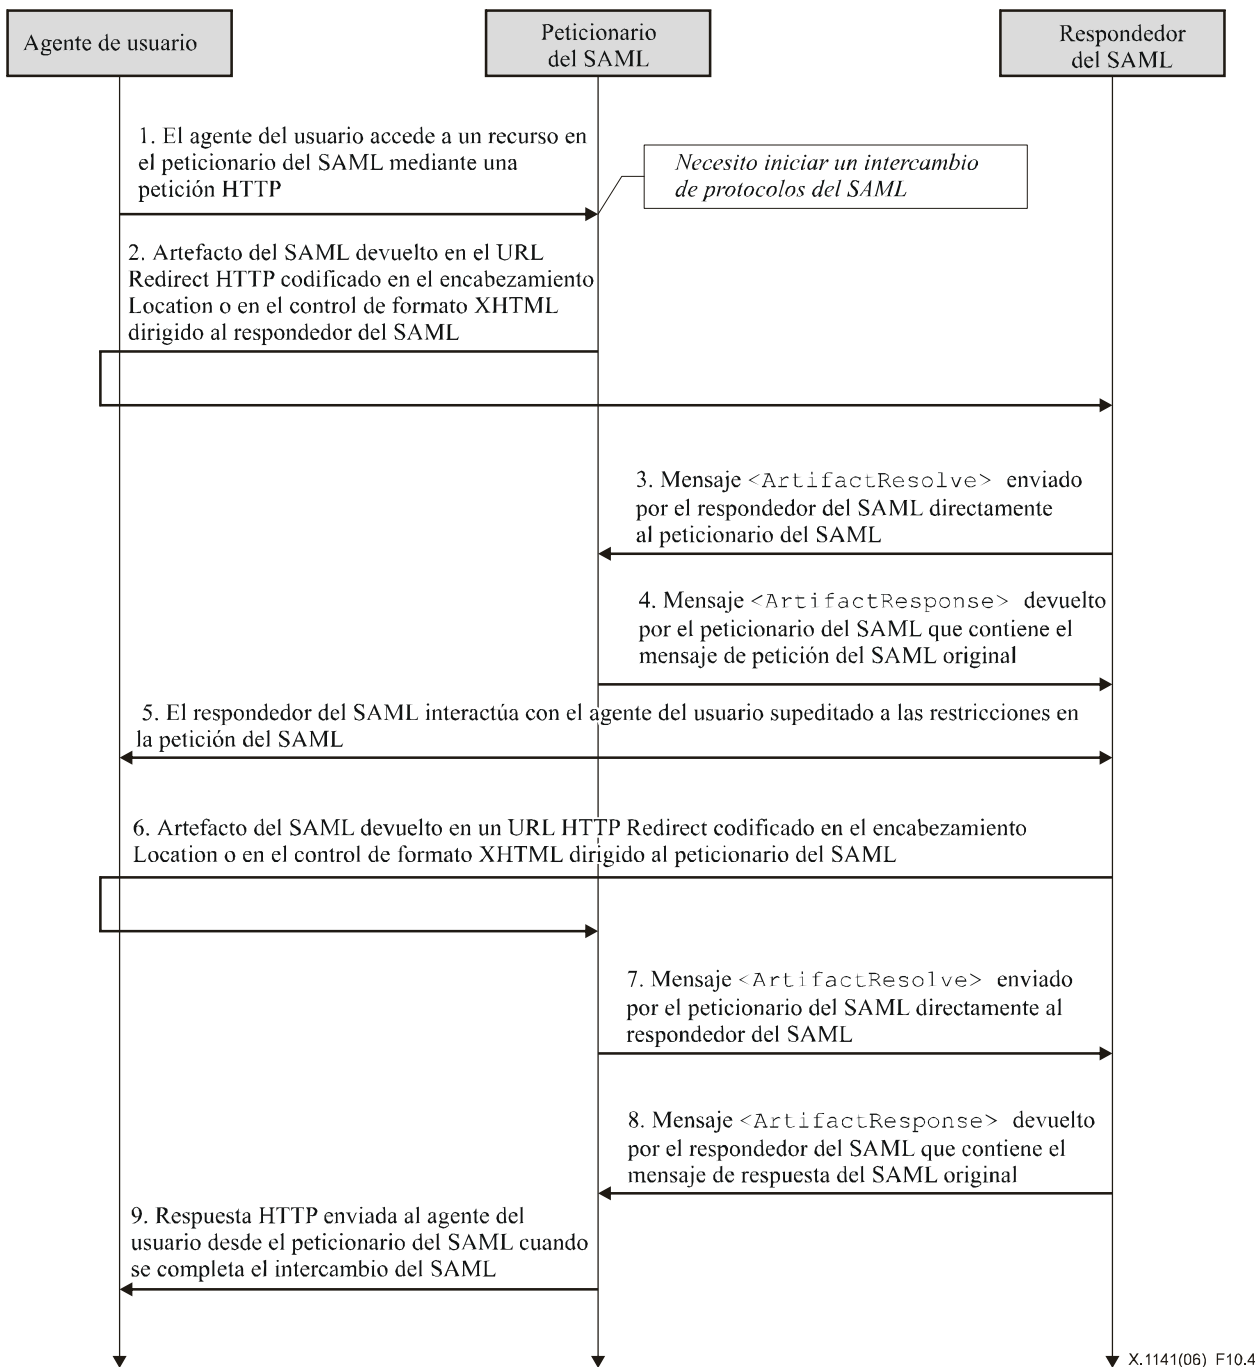 Agente de usuario
Peticionario
del SAML
Respondedor
del SAML
1. El agente del usuario accede a un recurso en
el peticionario del SAML mediante una
petición HTTP
Necesito iniciar un intercambio
de protocolos del SAML
2. Artefacto del SAML devuelto en el URL
Redirect HTTP codificado en el encabezamiento
Location o en el control de formato XHTML
dirigido al respondedor del SAML
3. Mensaje <ArtifactResolve> enviado
por el respondedor del SAML directamente
al peticionario del SAML
4. Mensaje <ArtifactResponse> devuelto
por el peticionario del SAML que contiene el
mensaje de petición del SAML original
5. El respondedor del SAML interactúa con el agente del usuario supeditado a las restricciones en
la petición del SAML
6. Artefacto del SAML devuelto en un URL HTTP Redirect codificado en el encabezamiento
Location o en el control de formato XHTML dirigido al peticionario del SAML
7. Mensaje <ArtifactResolve> enviado
por el peticionario del SAML directamente al
respondedor del SAML
8. Mensaje <ArtifactResponse> devuelto
por el respondedor del SAML que contiene el
mensaje de respuesta del SAML original
9. Respuesta HTTP enviada al agente del
usuario desde el peticionario del SAML cuando
se completa el intercambio del SAML
X.1141(06)_F10.4